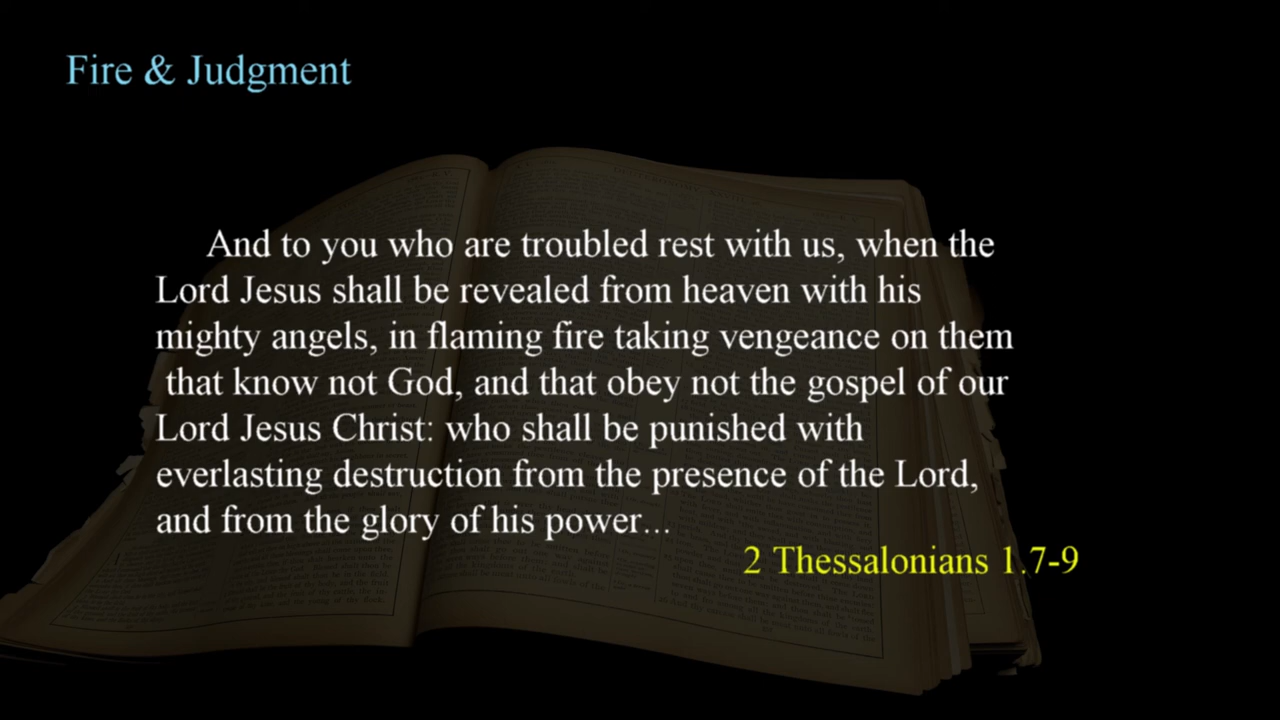 Fire & Judgment
And to you who are troubled rest with us, when the
Lord Jesus shall be revealed from heaven with his
mighty angels, in flaming fire taking vengeance on them
that know not God, and that obey not the gospel of our
Lord Jesus Christ: who shall be punished with
everlasting destruction from the presence of the Lord,
and from the glory of his power...
2 Thessalonians 1.7-9